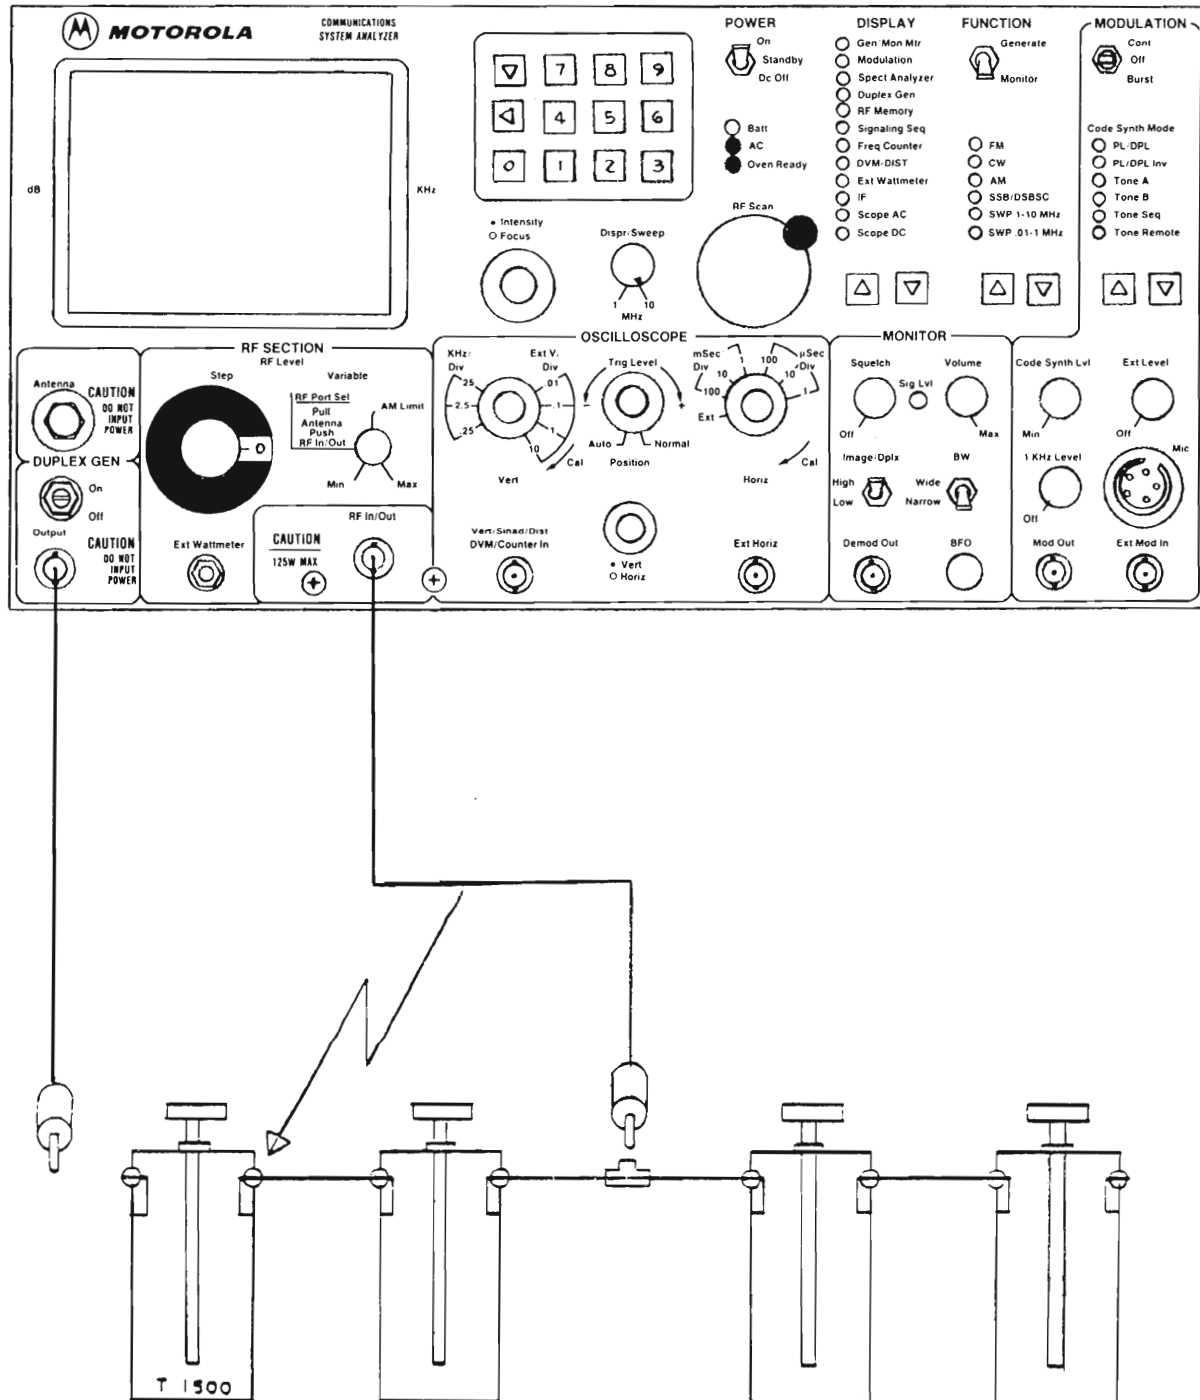 MOTOROLA
COMMUNICATIONS
SYSTEM ANALYZER
dB
KHz
7 8 9
4 5 6
0 1 2 3
• Intensity
O Focus
Dispr/Sweep
1 10
MHz
POWER
On
Standby
Dc Off
Batt
AC
Oven Ready
RF Scan
DISPLAY
Gen/Mon Mtr
Modulation
Spect Analyzer
Duplex Gen
RF Memory
Signaling Seq
Freq Counter
DVM/DIST
Ext Wattmeter
IF
Scope AC
Scope DC
FUNCTION
Generate
Monitor
FM
CW
AM
SSB/DSBSC
SWP 1-10 MHz
SWP .01-1 MHz
MODULATION
Cont
Off
Burst
Code Synth Mode
PL/DPL
PL/DPL Inv
Tone A
Tone B
Tone Seq
Tone Remote
Antenna
CAUTION
DO NOT
INPUT
POWER
DUPLEX GEN
On
Off
Output
CAUTION
DO NOT
INPUT
POWER
RF SECTION
RF Level
Step
0
Variable
RF Port Sel
Pull
Antenna
Push
RF In/Out
AM Limit
Min
Max
Ext Wattmeter
CAUTION
125W MAX
RF In/Out
OSCILLOSCOPE
KHz/
Div
.25
2.5
.25
Ext V/
Div
.01
.1
1
10
Cal
Vert
Trig Level
- +
Auto
Normal
Position
• Vert
O Horiz
mSec
Div
1
100
Ext
100
10
1
µSec
Div
10
Cal
Horiz
Vert/Sinad/Dist
DVM/Counter In
Ext Horiz
MONITOR
Squelch
Off
Sig Lvl
Volume
Max
Image/Dplx
High
Low
BW
Wide
Narrow
Demod Out
BFO
Code Synth Lvl
Min
Ext Level
Off
1 KHz Level
Off
Mic
Mod Out
Ext Mod In
T 1500